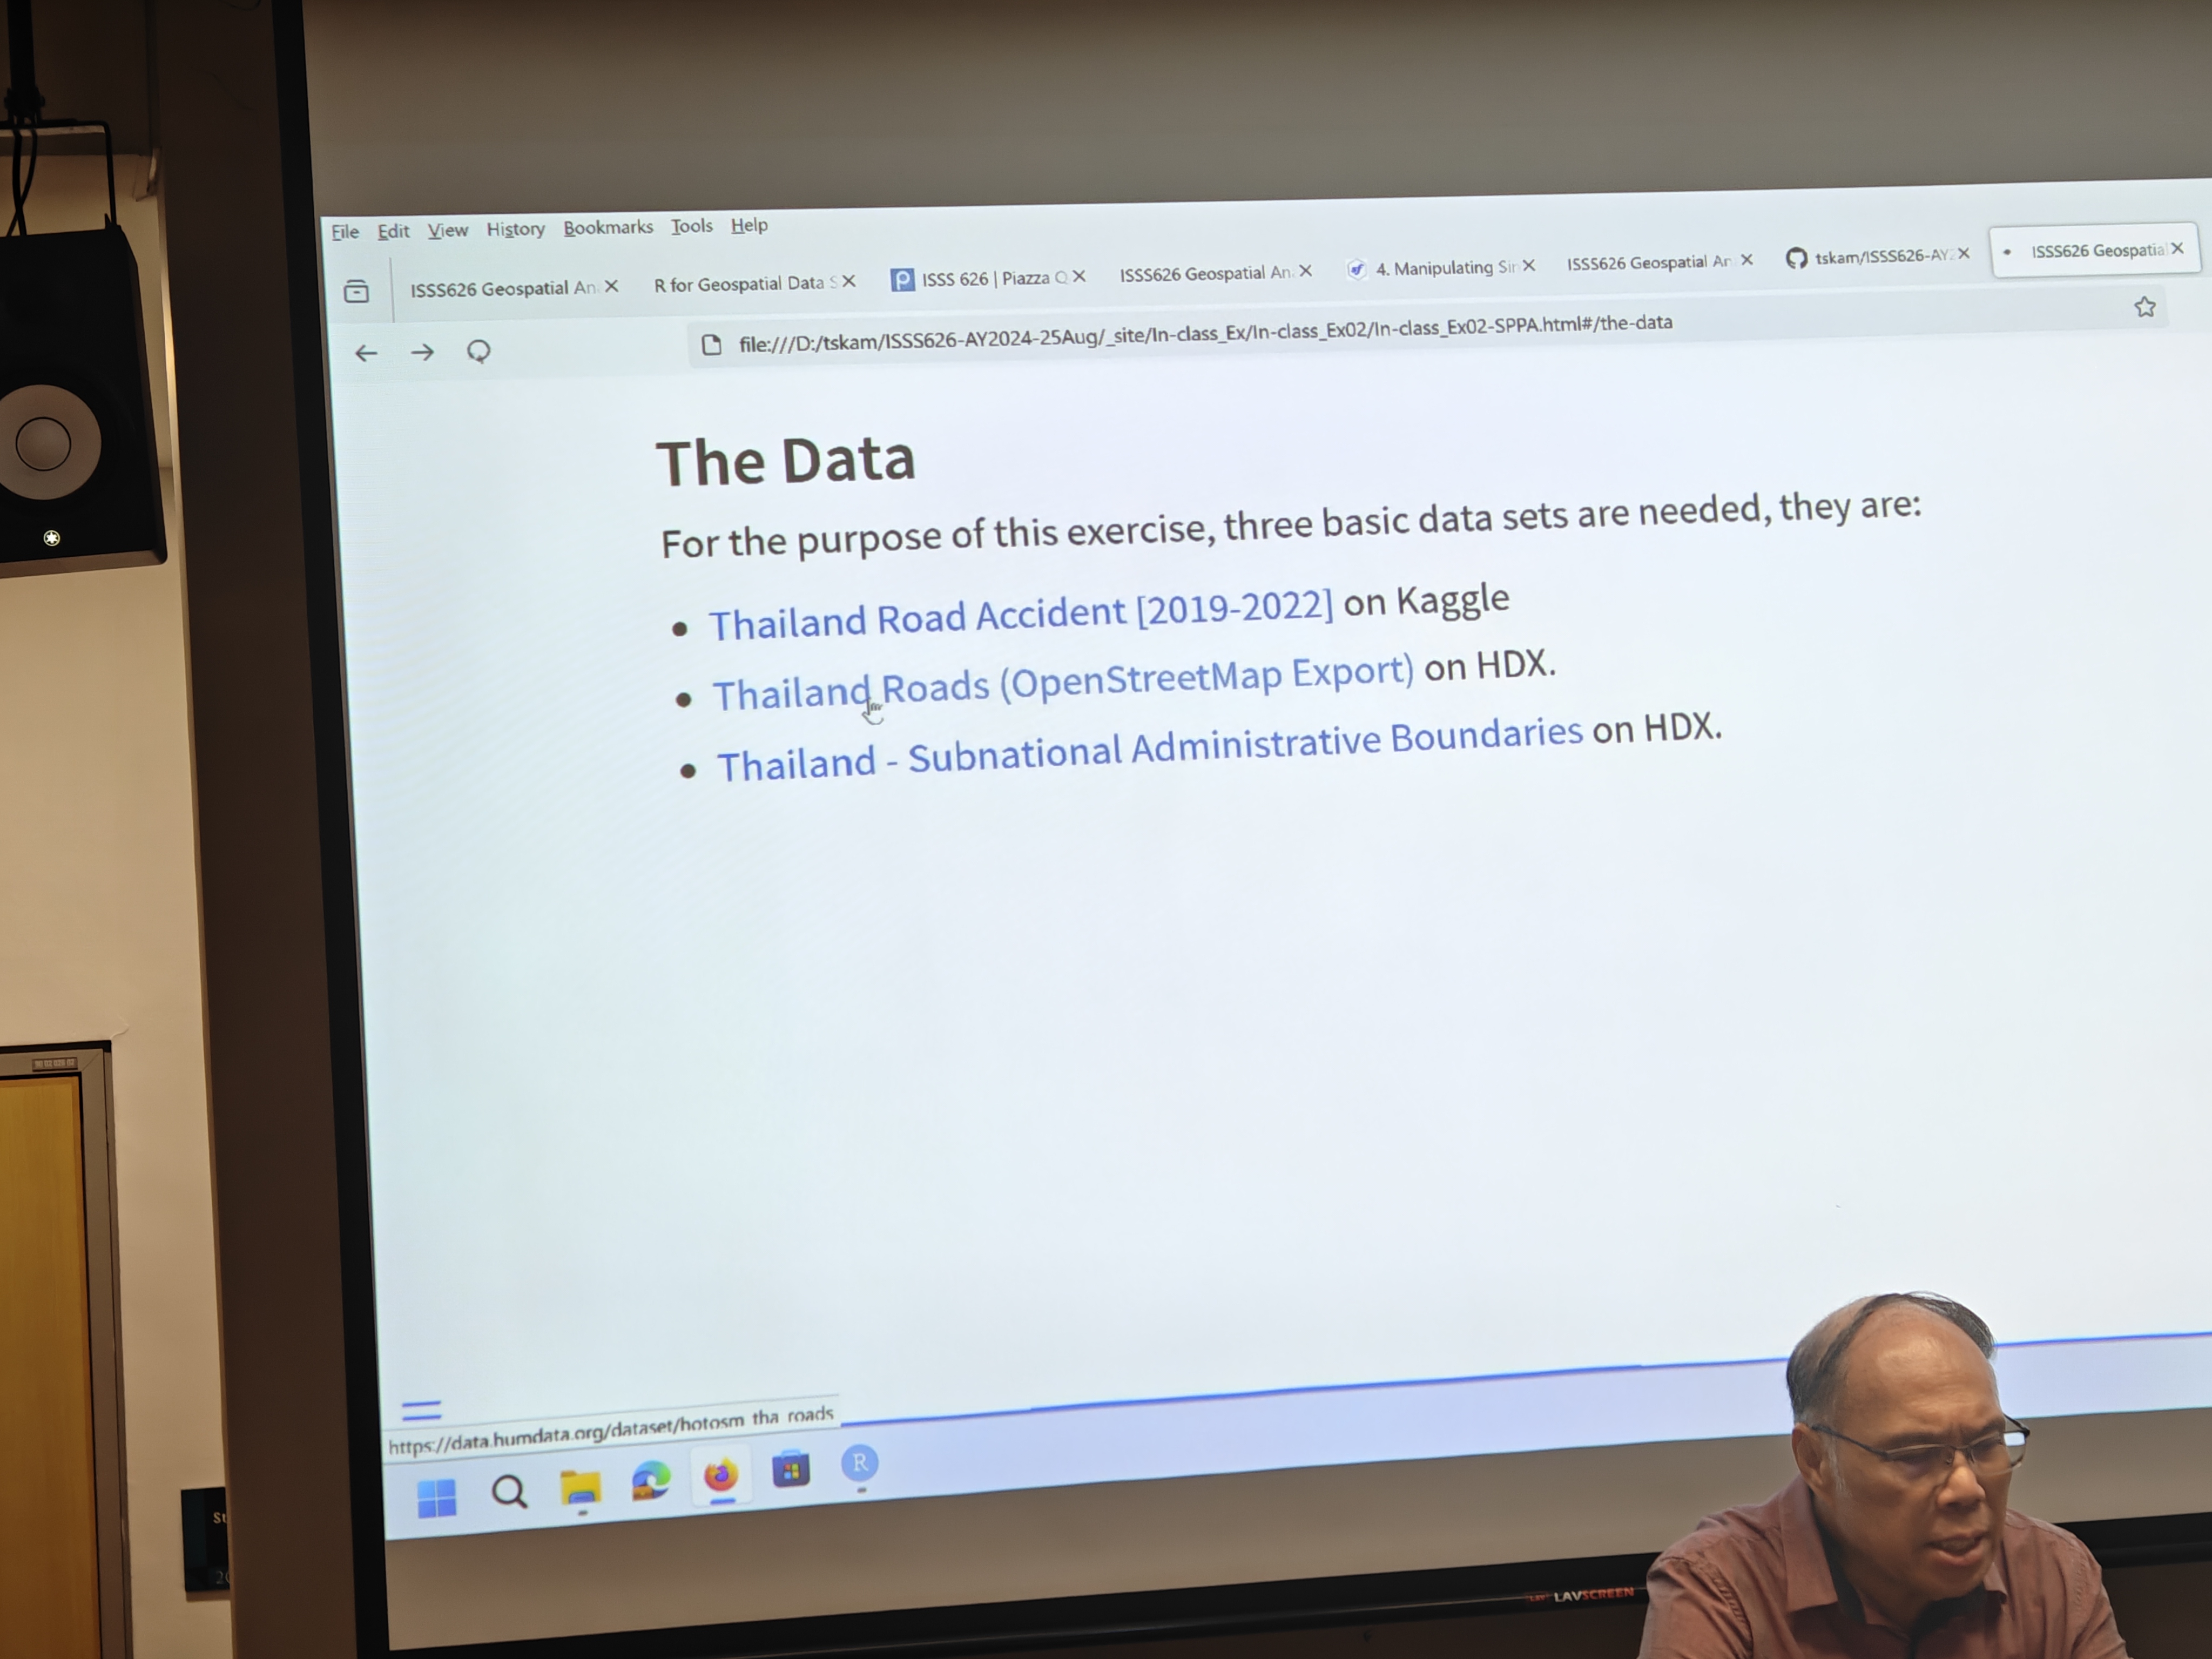 File Edit View History Bookmarks Tools Help
ISSS626 Geospatial An R for Geospatial Data S ISSS 626 | Piazza Q ISSS626 Geospatial An 4. Manipulating Sir ISSS626 Geospatial An tskam/ISSS626-AY2 ISSS626 Geospatial
file:///D:/tskam/ISSS626-AY2024-25Aug/_site/In-class_Ex/In-class_Ex02/In-class_Ex02-SPPA.html#/the-data
The Data
For the purpose of this exercise, three basic data sets are needed, they are:
• Thailand Road Accident [2019-2022] on Kaggle
• Thailand Roads (OpenStreetMap Export) on HDX.
• Thailand - Subnational Administrative Boundaries on HDX.
https://data.humdata.org/dataset/hotosm_tha_roads
R
LAVSCREEN